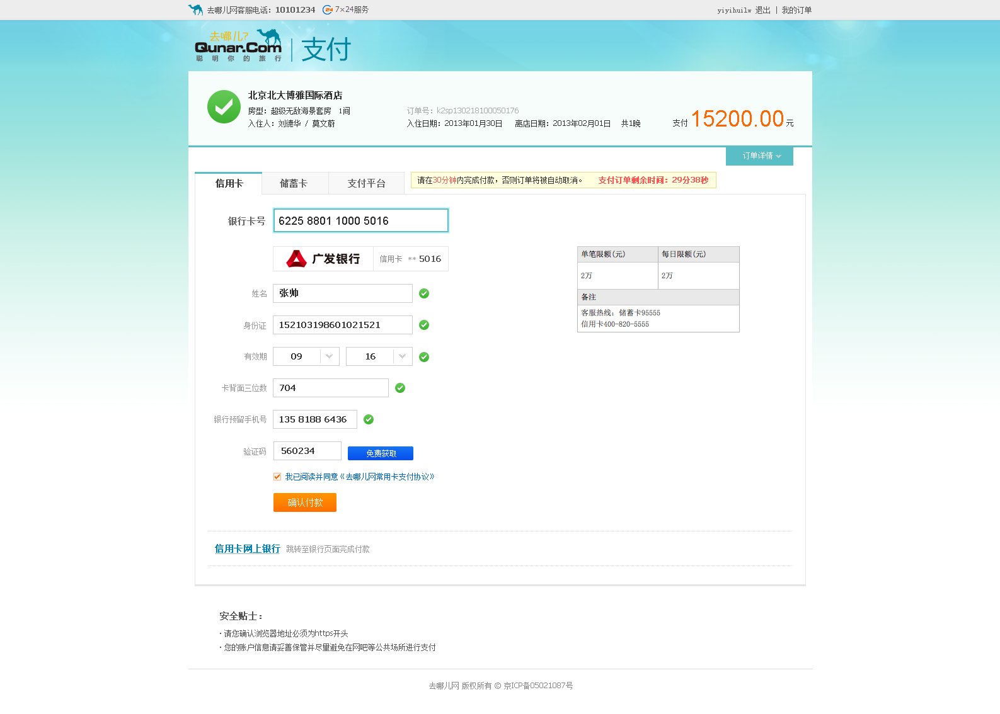 去哪儿网客服电话：10101234 24 7×24服务
yiyihuilw 退出 | 我的订单
去哪儿?
Qunar.Com
聪明你的旅行
支付
北京北大博雅国际酒店
房型：超级无敌海景套房 1间
订单号：k2sp130218100050176
入住人：刘德华 / 莫文蔚
入住日期：2013年01月30日 离店日期：2013年02月01日 共1晚
支付 15200.00 元
订单详情
信用卡 储蓄卡 支付平台
请在30分钟内完成付款，否则订单将被自动取消。 支付订单剩余时间：29分38秒
银行卡号 6225 8801 1000 5016
广发银行 信用卡 ** 5016
单笔限额(元) 每日限额(元)
2万 2万
备注
客服热线：储蓄卡95555
信用卡400-820-5555
姓名 张帅
身份证 152103198601021521
有效期 09 16
卡背面三位数 704
银行预留手机号 135 8188 6436
验证码 560234 免费获取
我已阅读并同意《去哪儿网常用卡支付协议》
确认付款
信用卡网上银行 跳转至银行页面完成付款
安全贴士：
· 请您确认浏览器地址必须为https开头
· 您的账户信息请妥善保管并尽量避免在网吧等公共场所进行支付
去哪儿网 版权所有 © 京ICP备05021087号